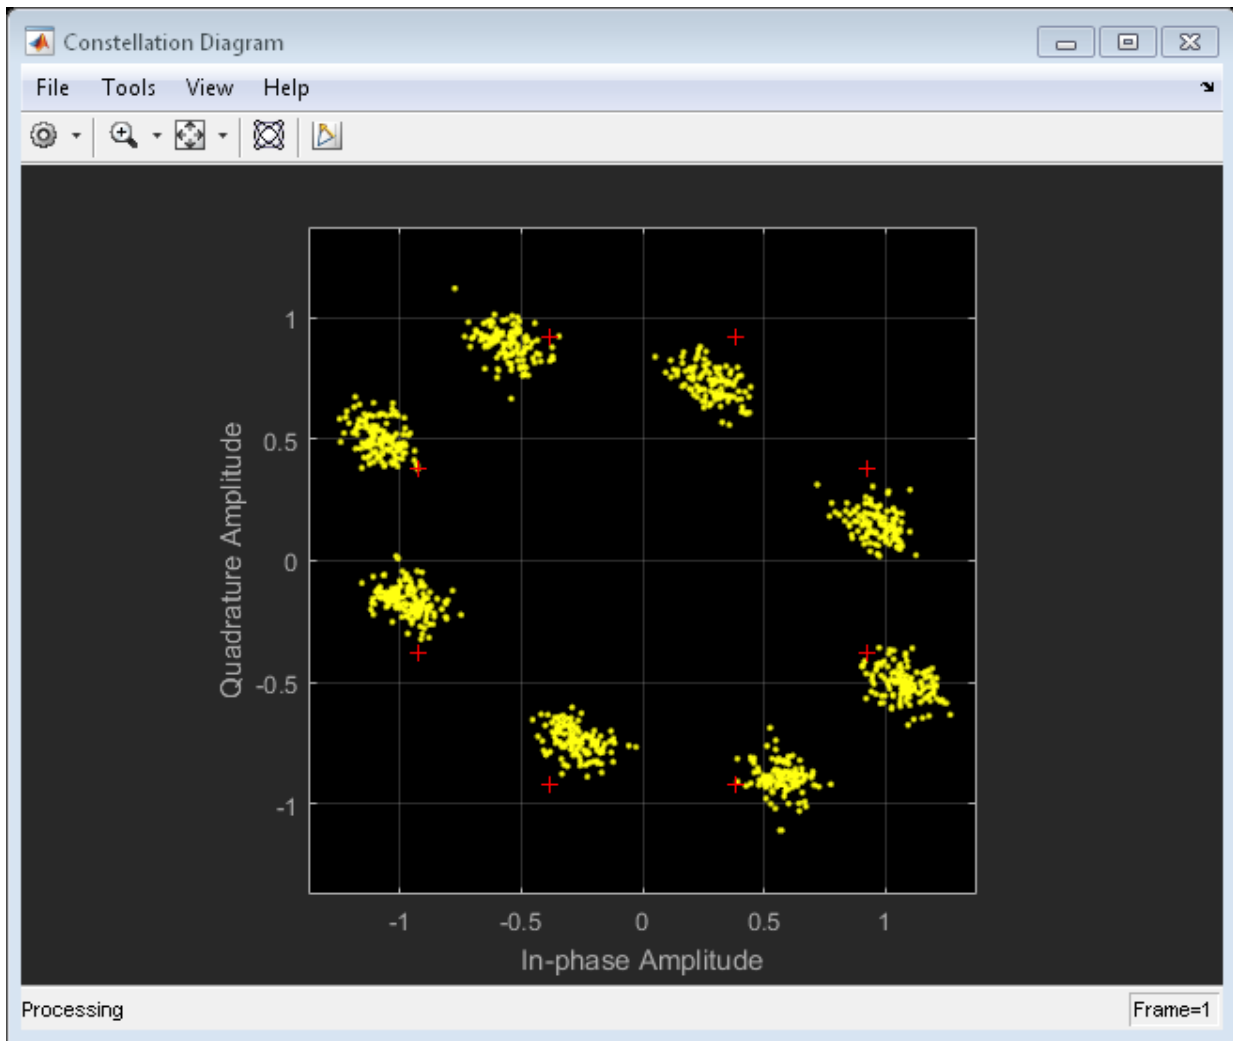 Constellation Diagram
File Tools View Help
1
0.5
0
-0.5
-1
Quadrature Amplitude
-1 -0.5 0 0.5 1
In-phase Amplitude
Processing Frame=1